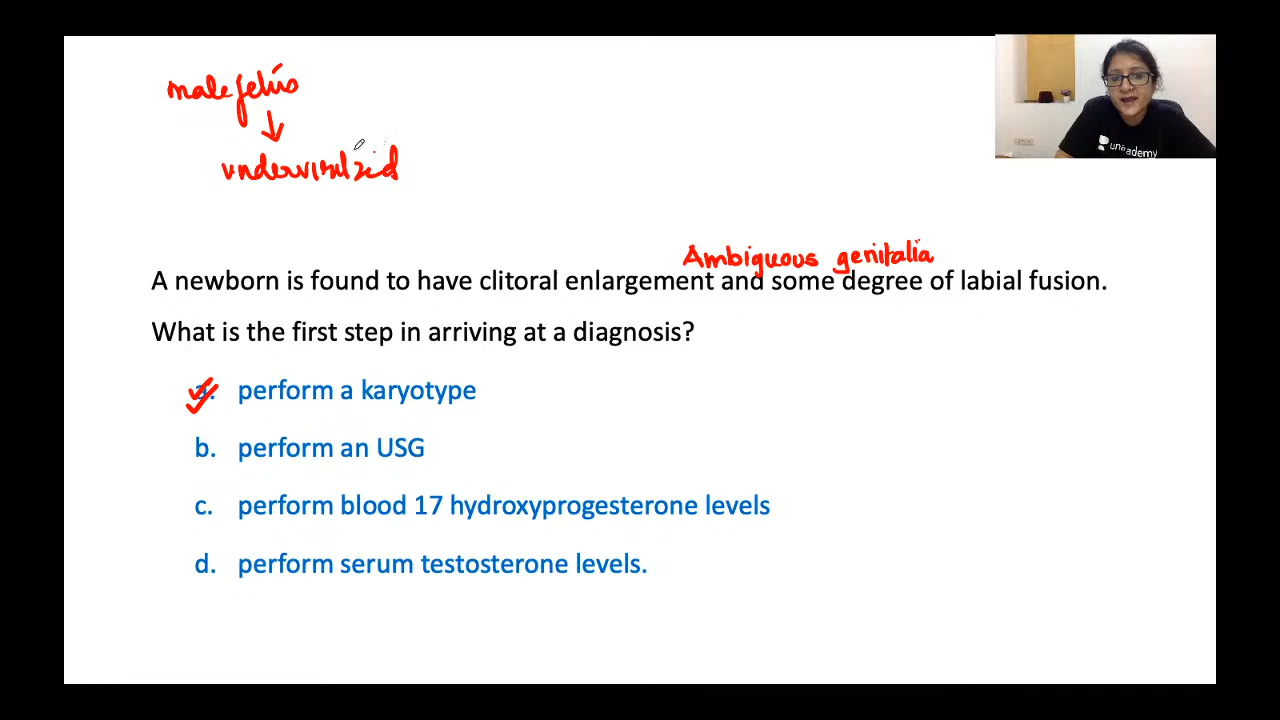 male fetus
↓
undervirilzid
Ambiguous genitalia
A newborn is found to have clitoral enlargement and some degree of labial fusion.
What is the first step in arriving at a diagnosis?
a. perform a karyotype
b. perform an USG
c. perform blood 17 hydroxyprogesterone levels
d. perform serum testosterone levels.
unacademy